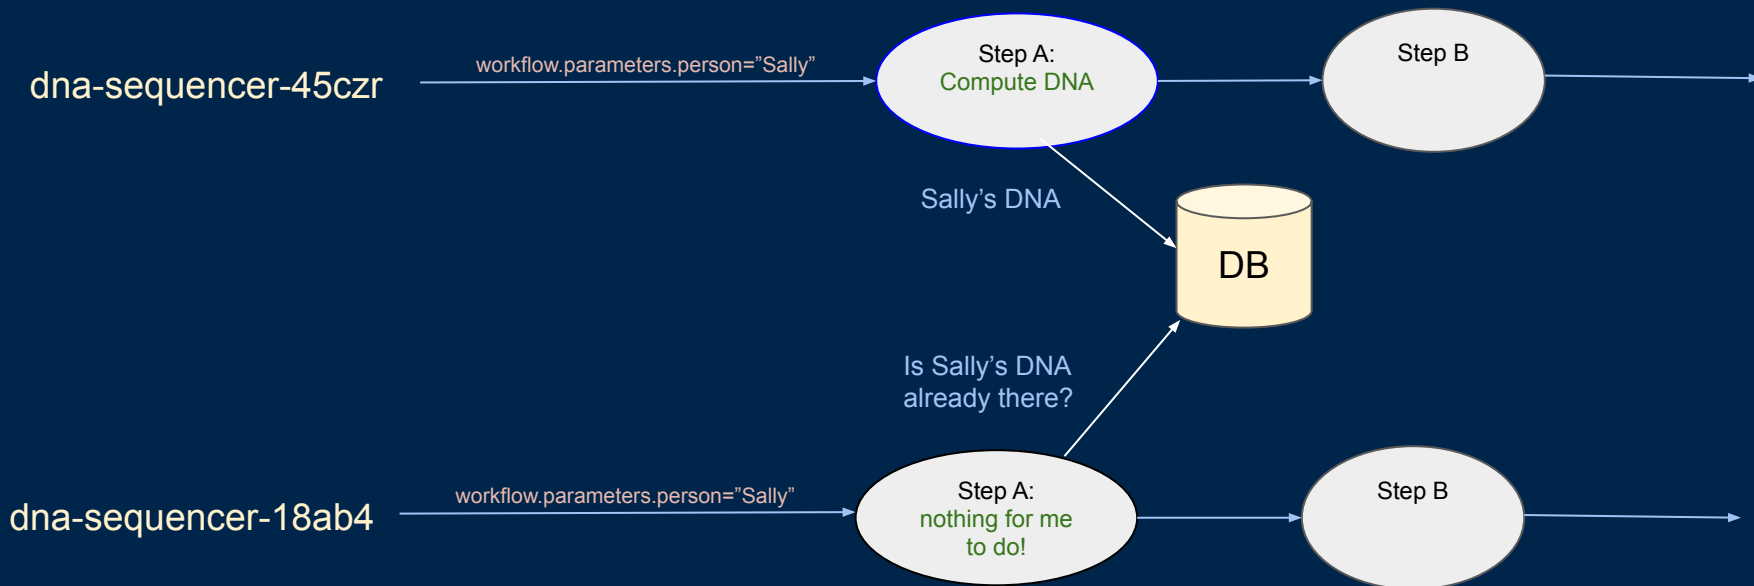 dna-sequencer-45czr
workflow.parameters.person=”Sally”
Step A:
Compute DNA
Step B
Sally’s DNA
DB
Is Sally’s DNA
already there?
dna-sequencer-18ab4
workflow.parameters.person=”Sally”
Step A:
nothing for me
to do!
Step B